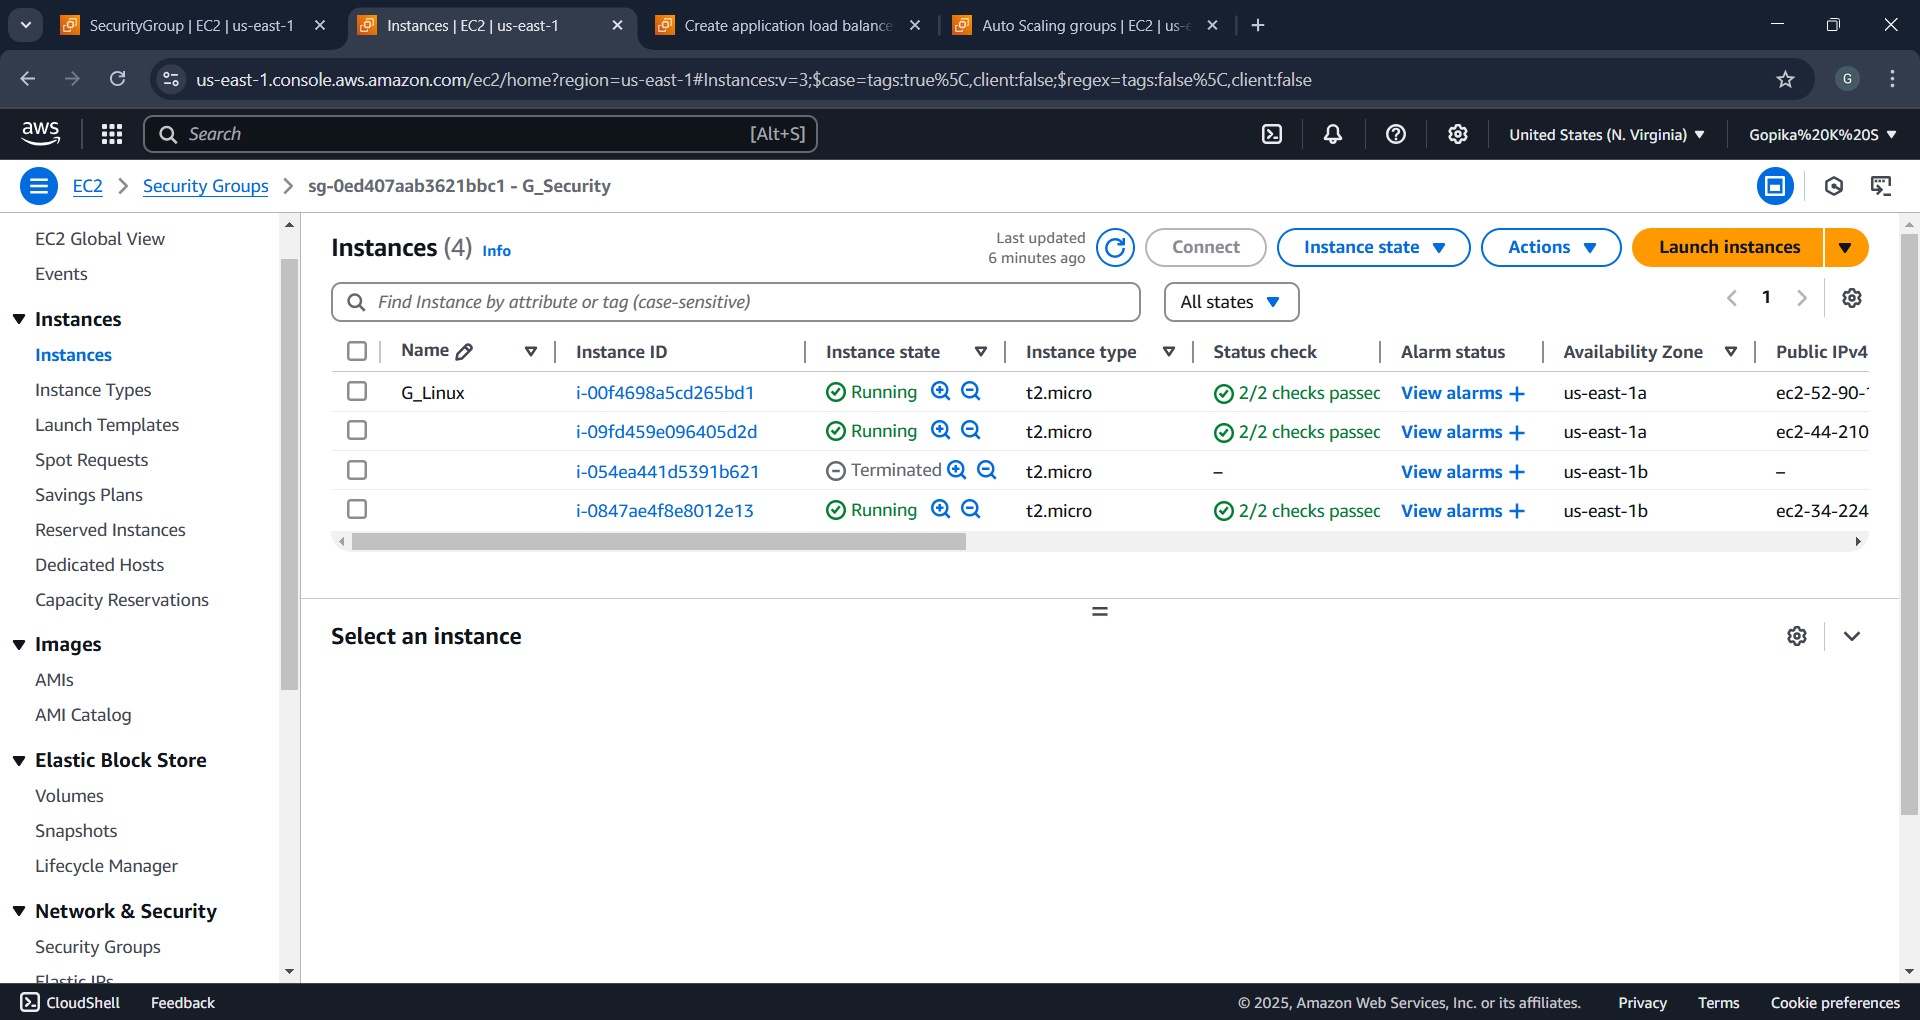 SecurityGroup | EC2 | us-east-1
Instances | EC2 | us-east-1
Create application load balance
Auto Scaling groups | EC2 | us-e
us-east-1.console.aws.amazon.com/ec2/home?region=us-east-1#Instances:v=3;$case=tags:true%5C,client:false;$regex=tags:false%5C,client:false
G
aws
Search
[Alt+S]
United States (N. Virginia)
Gopika%20K%20S
EC2
Security Groups
sg-0ed407aab3621bbc1 - G_Security
EC2 Global View
Events
Instances
Instances
Instance Types
Launch Templates
Spot Requests
Savings Plans
Reserved Instances
Dedicated Hosts
Capacity Reservations
Images
AMIs
AMI Catalog
Elastic Block Store
Volumes
Snapshots
Lifecycle Manager
Network & Security
Security Groups
Elastic IPs
Instances (4) Info
Last updated
6 minutes ago
Connect
Instance state
Actions
Launch instances
Find Instance by attribute or tag (case-sensitive)
All states
1
Name Instance ID Instance state Instance type Status check Alarm status Availability Zone Public IPv4
G_Linux i-00f4698a5cd265bd1 Running t2.micro 2/2 checks passec View alarms + us-east-1a ec2-52-90-1
i-09fd459e096405d2d Running t2.micro 2/2 checks passec View alarms + us-east-1a ec2-44-210
i-054ea441d5391b621 Terminated t2.micro – View alarms + us-east-1b –
i-0847ae4f8e8012e13 Running t2.micro 2/2 checks passec View alarms + us-east-1b ec2-34-224
Select an instance
CloudShell
Feedback
© 2025, Amazon Web Services, Inc. or its affiliates.
Privacy
Terms
Cookie preferences